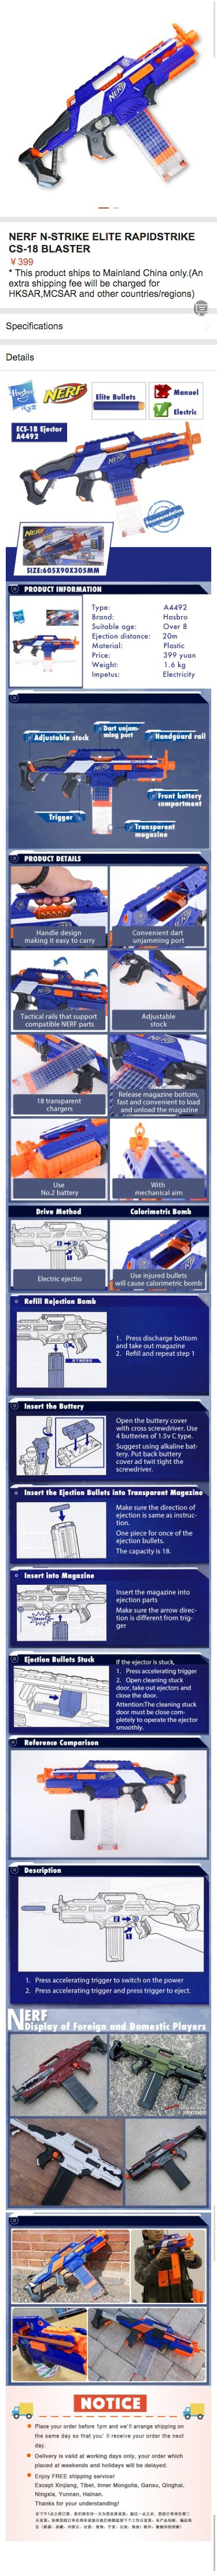 NERF
NERF N-STRIKE ELITE RAPIDSTRIKE
CS-18 BLASTER
￥399
* This product ships to Mainland China only.(An
extra shipping fee will be charged for
HKSAR,MCSAR and other countries/regions)
Specifications
Details
Hasbro
NERF
Elite Bullets
Manuel
Electric
ECS-18 Ejector
A4492
NERF
SIZE:605X90X305MM
PRODUCT INFORMATION
Type: A4492
Brand: Hasbro
Suitable age: Over 8
Ejection distance: 20m
Material: Plastic
Price: 399 yuan
Weight: 1.6 kg
Impetus: Electricity
Adjustable stock
Dart unjam-
ming port
Handguard rail
Front battery
compartment
Trigger
Transparent
magazine
PRODUCT DETAILS
Handle design
making it easy to carry
Convenient dart
unjamming port
Tactical rails that support
compatible NERF parts
Adjustable
stock
18 transparent
chargers
Release magazine bottom,
fast and convenient to load
and unload the magazine
Use
No.2 battery
With
mechanical aim
Drive Method
Calorimetric Bomb
Electric ejectio
Use injured bullets
will cause calorimetric bomb
Refill Rejection Bomb
1. Press discharge bottom
and take out magazine
2. Refill and repeat step 1
Insert the Buttery
Open the buttery cover
with cross screwdriver. Use
4 butteries of 1.5v C type.
Suggest using alkaline bat-
tery. Put back buttery
cover ad twit tight the
screwdriver.
Insert the Ejection Bullets into Transparent Magazine
Make sure the direction of
ejection is same as instruc-
tion.
One piece for once of the
ejection bullets.
The capacity is 18.
Insert into Magazine
Insert the magazine into
ejection parts
Make sure the arrow direc-
tion is different from trig-
ger
Ejection Bullets Stuck
If the ejector is stuck,
1. Press accelerating trigger
2. Open cleaning stuck
door, take out ejectors and
close the door.
Attention:The cleaning stuck
door must be close com-
pletely to operate the ejector
smoothly.
Reference Comparison
Description
1. Press accelerating trigger to switch on the power
2. Press accelerating trigger and press trigger to eject.
NERF
Display of Foreign and Domestic Players
NOTICE
Place your order before 1pm and we'll arrange shipping on
the same day so that you' ll receive your order the next
day.
Delivery is valid at working days only, your order which
placed at weekends and holidays will be delayed.
Enjoy FREE shipping service!
Except Xinjiang, Tibet, Inner Mongolia, Gansu, Qinghai,
Ningxia, Yunnan, Hainan.
Thanks for your understanding!